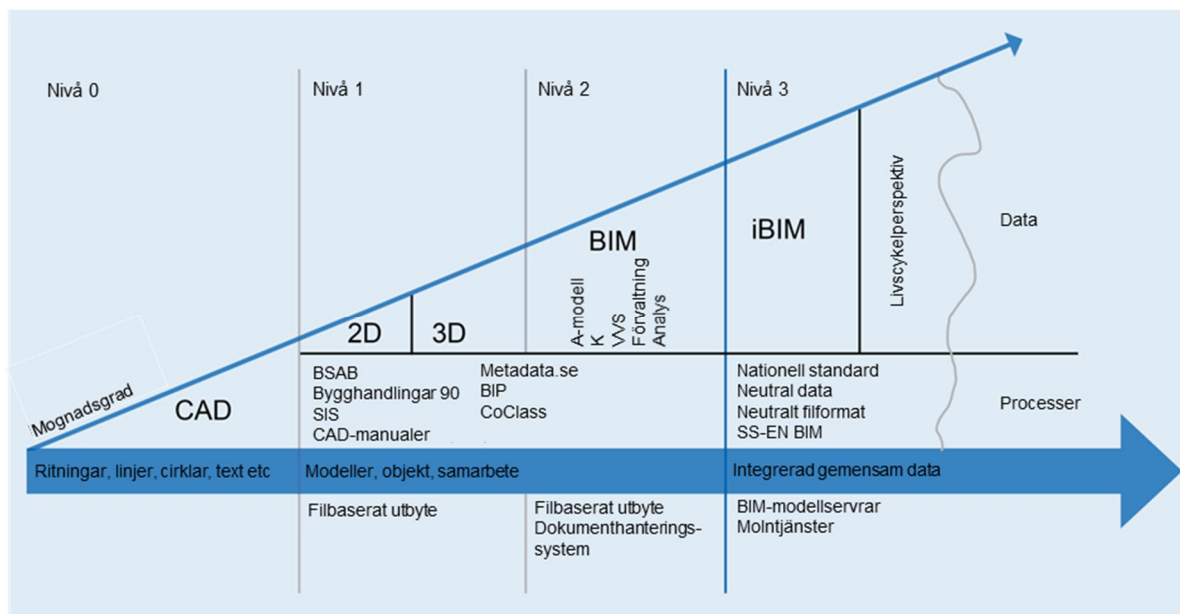 Nivå 0
Nivå 1
Nivå 2
Nivå 3
Mognadsgrad
CAD
2D
3D
BIM
A-modell
K
VVS
Förvaltning
Analys
iBIM
Livscykelperspektiv
Data
BSAB
Bygghandlingar 90
SIS
CAD-manualer
Metadata.se
BIP
CoClass
Nationell standard
Neutral data
Neutralt filformat
SS-EN BIM
Processer
Ritningar, linjer, cirklar, text etc
Modeller, objekt, samarbete
Integrerad gemensam data
Filbaserat utbyte
Filbaserat utbyte
Dokumenthanterings-
system
BIM-modellservrar
Molntjänster